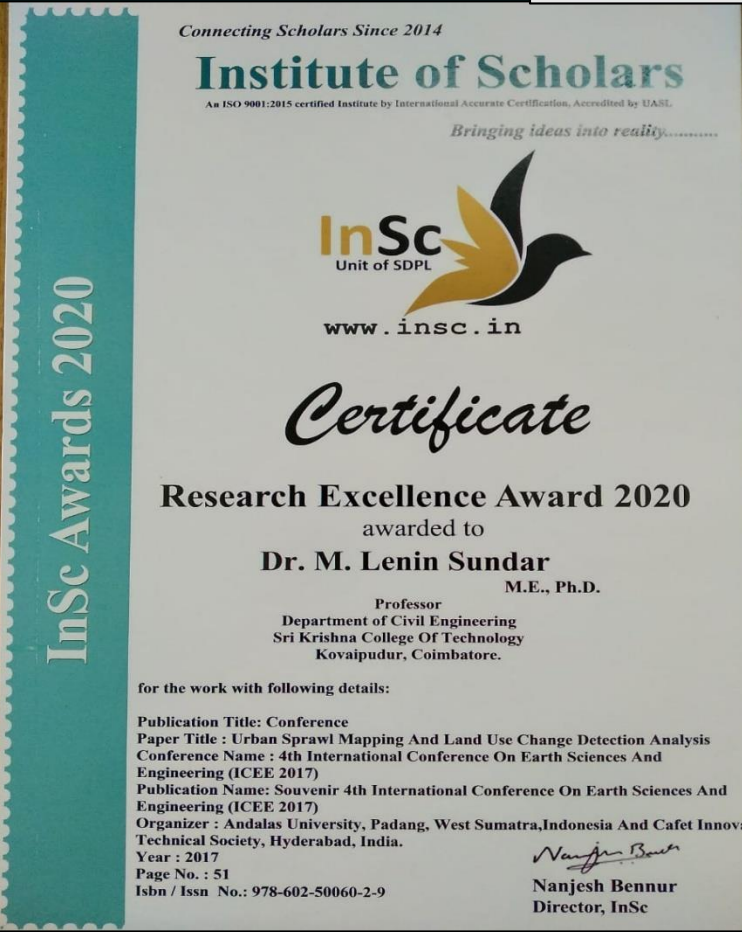 Connecting Scholars Since 2014
Institute of Scholars
An ISO 9001:2015 certified Institute by International Accurate Certification, Accredited by UASL
Bringing ideas into reality............
InSc
Unit of SDPL
www.insc.in
Certificate
Research Excellence Award 2020
awarded to
Dr. M. Lenin Sundar
M.E., Ph.D.
Professor
Department of Civil Engineering
Sri Krishna College Of Technology
Kovaipudur, Coimbatore.
for the work with following details:
Publication Title: Conference
Paper Title : Urban Sprawl Mapping And Land Use Change Detection Analysis
Conference Name : 4th International Conference On Earth Sciences And
Engineering (ICEE 2017)
Publication Name: Souvenir 4th International Conference On Earth Sciences And
Engineering (ICEE 2017)
Organizer : Andalas University, Padang, West Sumatra,Indonesia And Cafet Innova
Technical Society, Hyderabad, India.
Year : 2017
Page No. : 51
Isbn / Issn No.: 978-602-50060-2-9
Nanjesh Bennur
Director, InSc
InSc Awards 2020